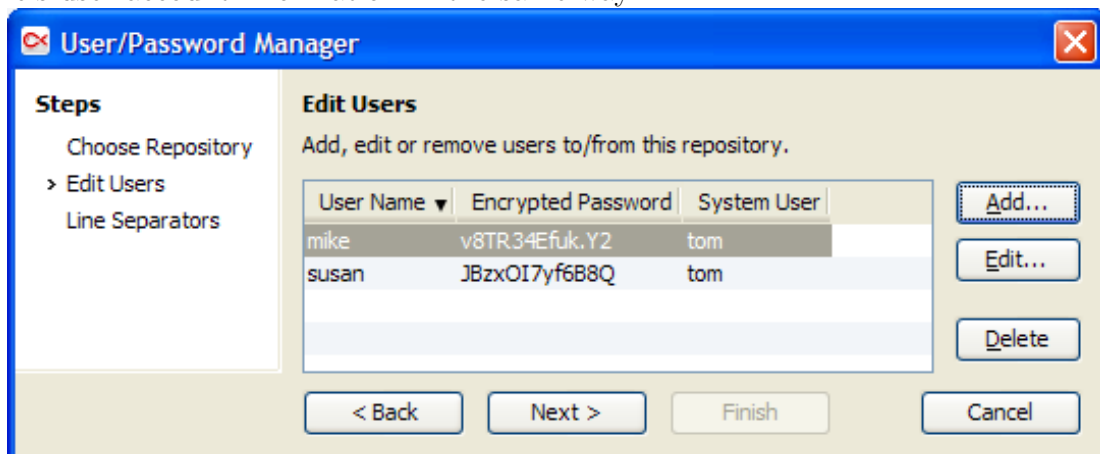 User/Password Manager
Steps
Choose Repository
> Edit Users
Line Separators
Edit Users
Add, edit or remove users to/from this repository.
User Name ▼ Encrypted Password System User
mike v8TR34Efuk.Y2 tom
susan JBzxOI7yf6B8Q tom
Add...
Edit...
Delete
< Back Next > Finish Cancel